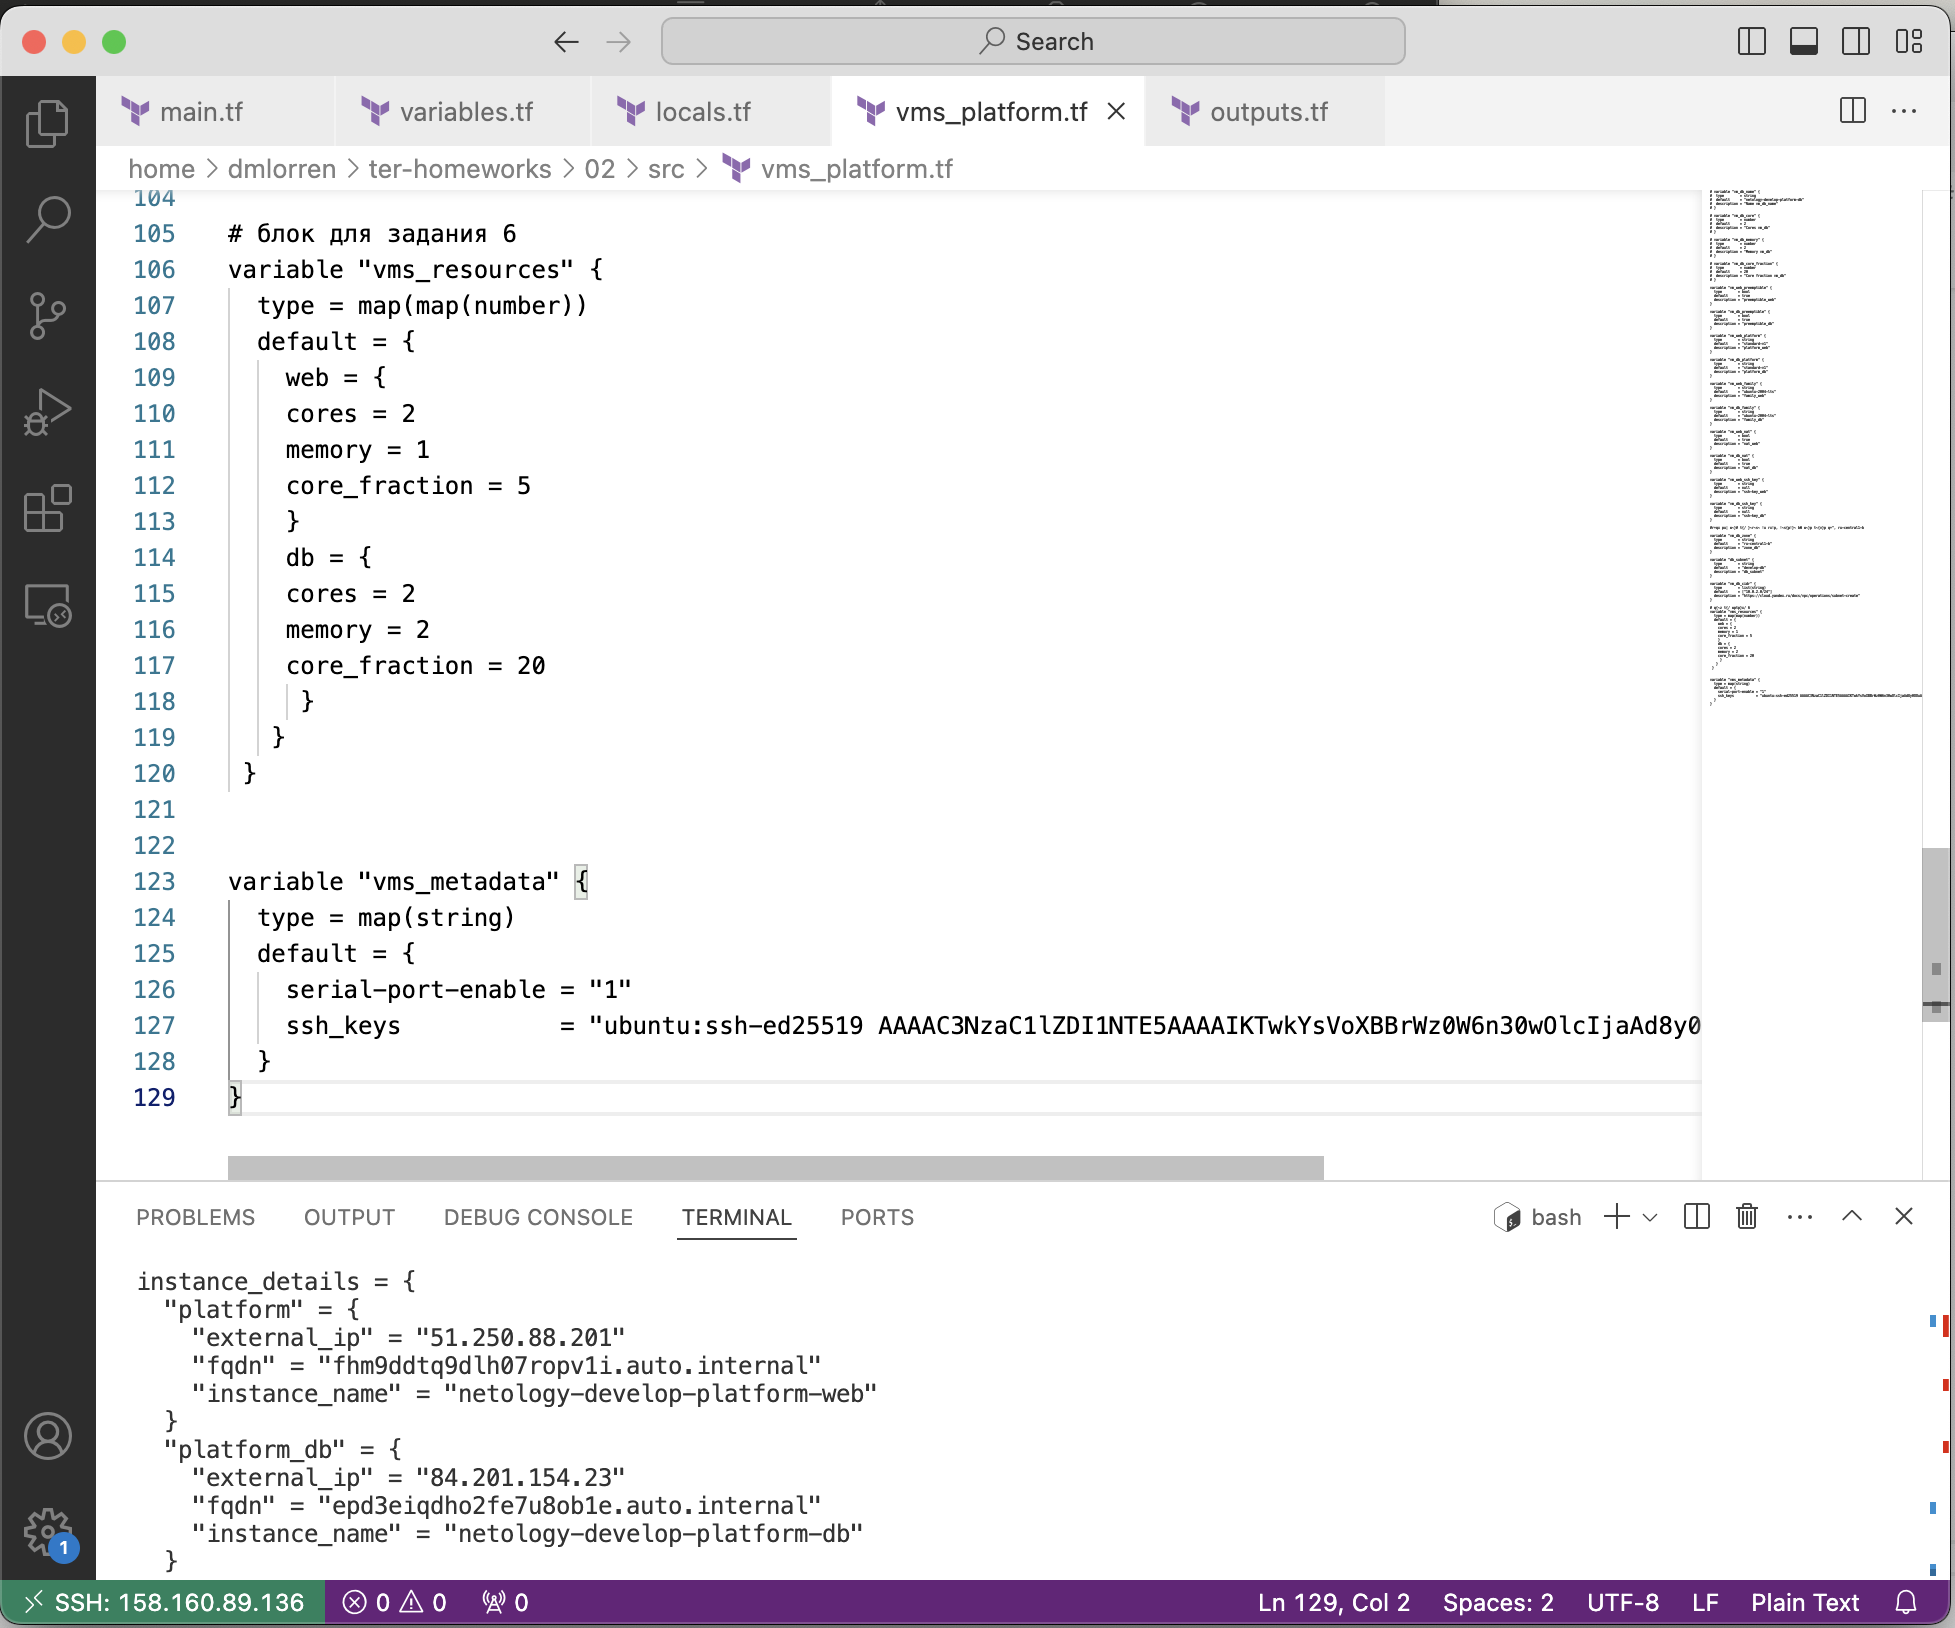 Search
main.tf
variables.tf
locals.tf
vms_platform.tf
outputs.tf
home > dmlorren > ter-homeworks > 02 > src > vms_platform.tf
104
105 # блок для задания 6
106 variable "vms_resources" {
107 type = map(map(number))
108 default = {
109 web = {
110 cores = 2
111 memory = 1
112 core_fraction = 5
113 }
114 db = {
115 cores = 2
116 memory = 2
117 core_fraction = 20
118 }
119 }
120 }
121
122
123 variable "vms_metadata" {
124 type = map(string)
125 default = {
126 serial-port-enable = "1"
127 ssh_keys = "ubuntu:ssh-ed25519 AAAAC3NzaC1lZDI1NTE5AAAAIKTwkYsVoXBBrWz0W6n30wOlcIjaAd8y0
128 }
129 }
PROBLEMS OUTPUT DEBUG CONSOLE TERMINAL PORTS
bash
instance_details = {
"platform" = {
"external_ip" = "51.250.88.201"
"fqdn" = "fhm9ddtq9dlh07ropv1i.auto.internal"
"instance_name" = "netology-develop-platform-web"
}
"platform_db" = {
"external_ip" = "84.201.154.23"
"fqdn" = "epd3eiqdho2fe7u8ob1e.auto.internal"
"instance_name" = "netology-develop-platform-db"
}
1
SSH: 158.160.89.136 0 0 0 Ln 129, Col 2 Spaces: 2 UTF-8 LF Plain Text